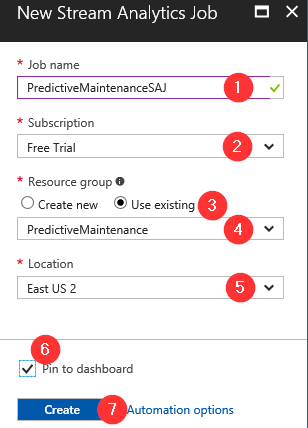 New Stream Analytics Job
* Job name
PredictiveMaintenanceSAJ 1
* Subscription
Free Trial 2
* Resource group
Create new Use existing 3
PredictiveMaintenance 4
* Location
East US 2 5
6
Pin to dashboard
Create 7 Automation options